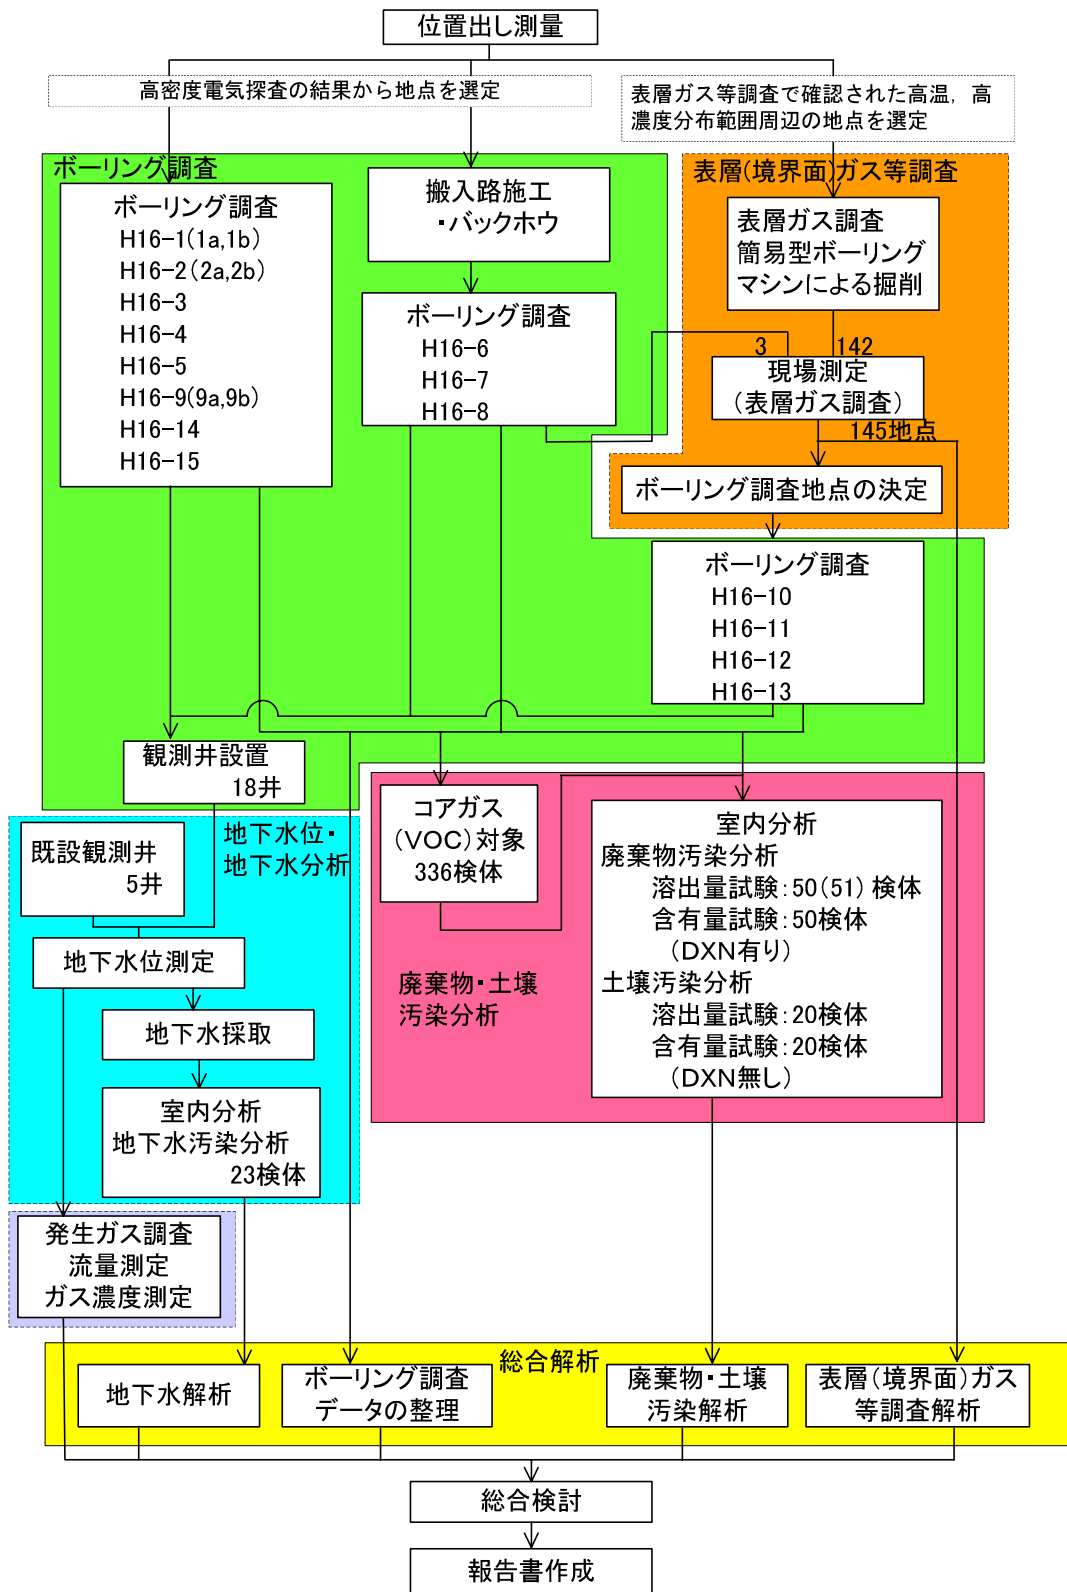 位置出し測量
高密度電気探査の結果から地点を選定
表層ガス等調査で確認された高温，高
濃度分布範囲周辺の地点を選定
ボーリング調査
ボーリング調査
H16-1(1a,1b)
H16-2(2a,2b)
H16-3
H16-4
H16-5
H16-9(9a,9b)
H16-14
H16-15
搬入路施工
・バックホウ
ボーリング調査
H16-6
H16-7
H16-8
表層(境界面)ガス等調査
表層ガス調査
簡易型ボーリング
マシンによる掘削
3
142
現場測定
(表層ガス調査)
145地点
ボーリング調査地点の決定
ボーリング調査
H16-10
H16-11
H16-12
H16-13
観測井設置
18井
地下水位・
地下水分析
既設観測井
5井
地下水位測定
地下水採取
室内分析
地下水汚染分析
23検体
コアガス
(VOC)対象
336検体
廃棄物・土壌
汚染分析
室内分析
廃棄物汚染分析
溶出量試験:50(51)検体
含有量試験:50検体
(DXN有り)
土壌汚染分析
溶出量試験:20検体
含有量試験:20検体
(DXN無し)
発生ガス調査
流量測定
ガス濃度測定
総合解析
地下水解析
ボーリング調査
データの整理
廃棄物・土壌
汚染解析
表層(境界面)ガス
等調査解析
総合検討
報告書作成